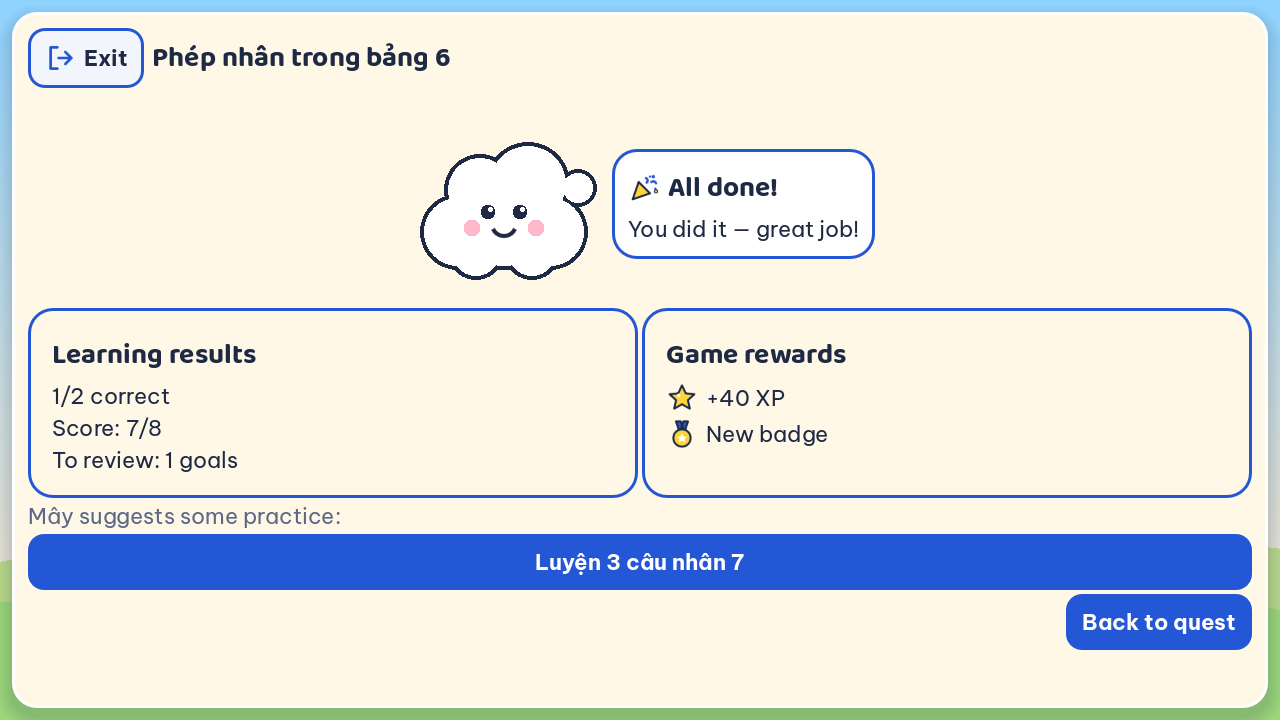 Exit
Phép nhân trong bảng 6
All done!
You did it — great job!
Learning results
1/2 correct
Score: 7/8
To review: 1 goals
Game rewards
+40 XP
New badge
Mây suggests some practice:
Luyện 3 câu nhân 7
Back to quest